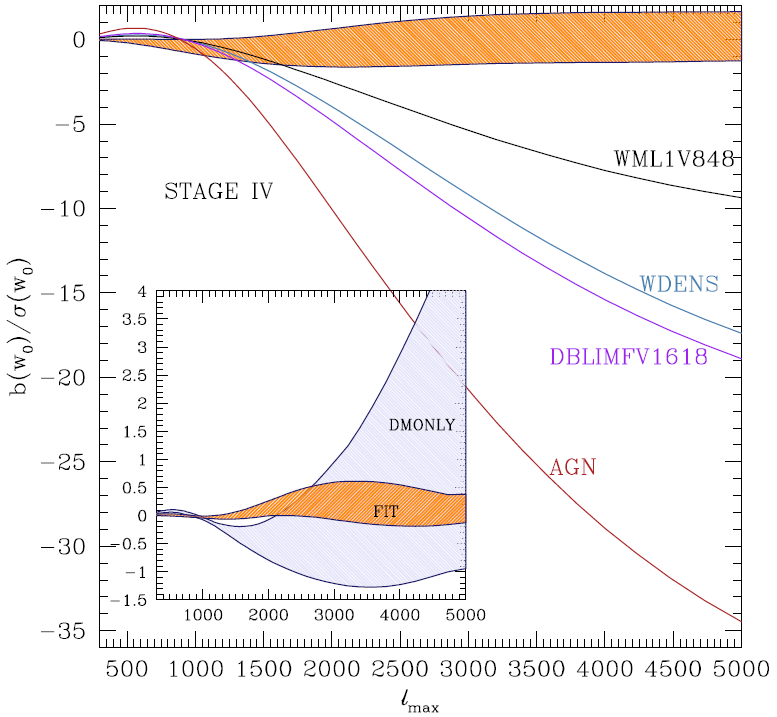 0
−5
−10
−15
−20
−25
−30
−35
b(w₀)/σ(w₀)
STAGE IV
WML1V848
WDENS
DBLIMFV1618
AGN
4
3.5
3
2.5
2
1.5
1
0.5
0
−0.5
−1
−1.5
DMONLY
FIT
1000 2000 3000 4000 5000
500 1000 1500 2000 2500 3000 3500 4000 4500 5000
ℓmax